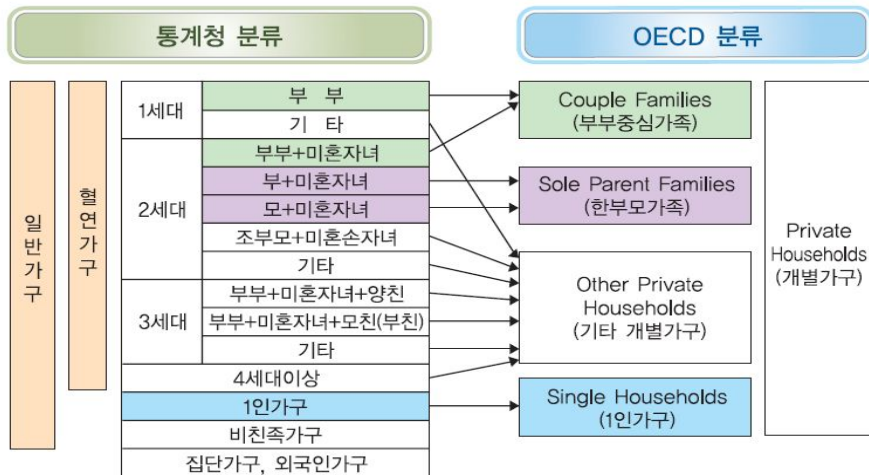 통계청 분류
OECD 분류
일반가구
혈연가구
1세대
부 부
기 타
2세대
부부+미혼자녀
부+미혼자녀
모+미혼자녀
조부모+미혼손자녀
기타
3세대
부부+미혼자녀+양친
부부+미혼자녀+모친(부친)
기타
4세대이상
1인가구
비친족가구
집단가구, 외국인가구
Couple Families
(부부중심가족)
Sole Parent Families
(한부모가족)
Other Private
Households
(기타 개별가구)
Single Households
(1인가구)
Private
Households
(개별가구)